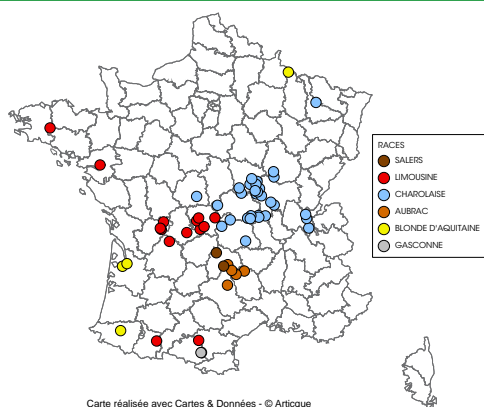 RACES
SALERS
LIMOUSINE
CHAROLAISE
AUBRAC
BLONDE D'AQUITAINE
GASCONNE
Carte réalisée avec Cartes & Données - © Articque